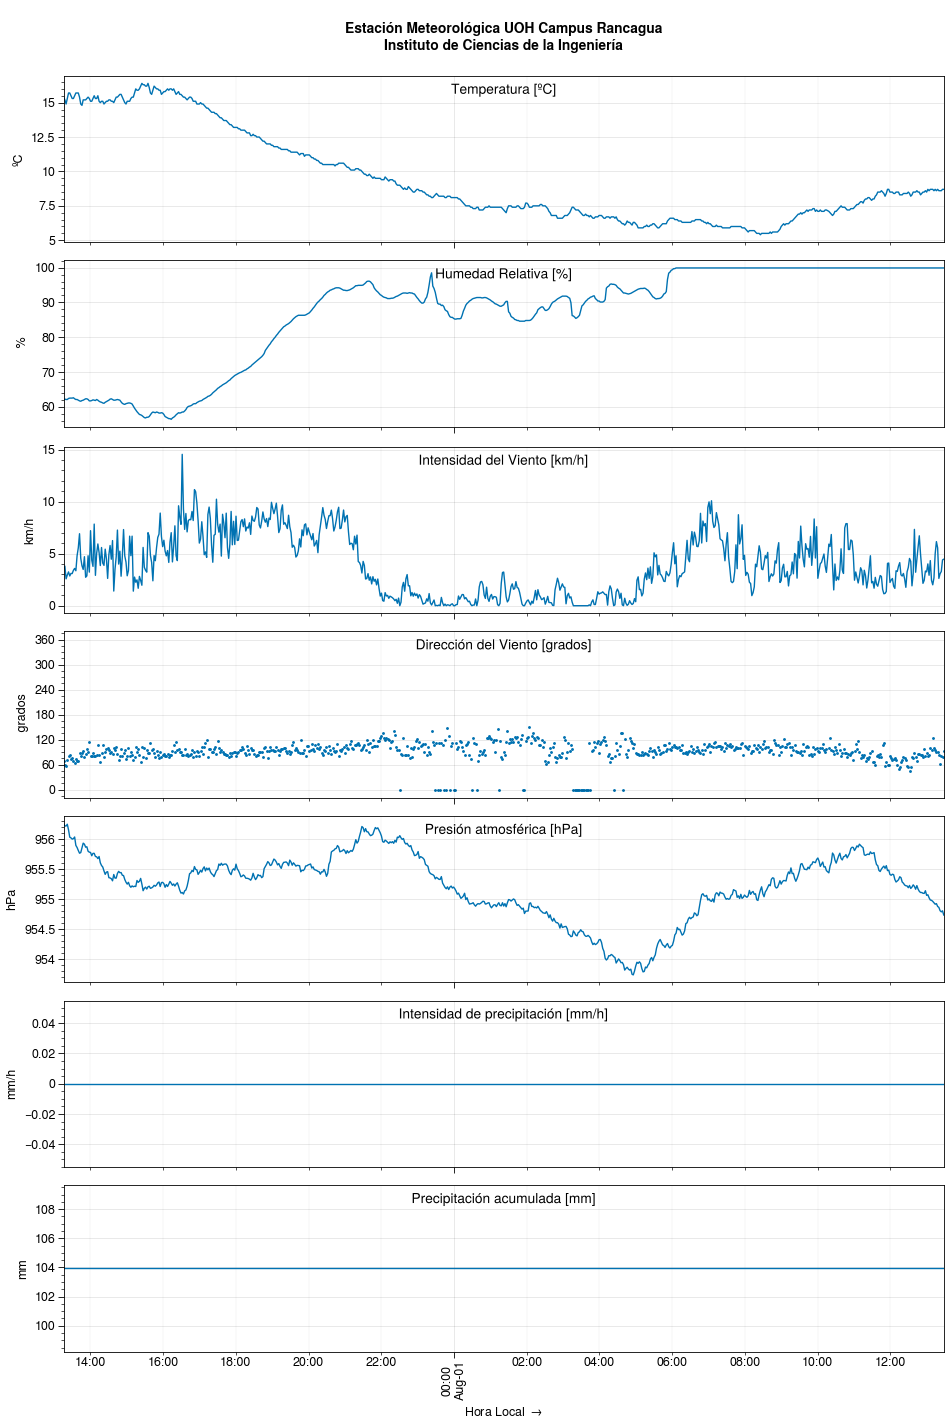 Estación Meteorológica UOH Campus Rancagua
Instituto de Ciencias de la Ingeniería
Temperatura [ºC]
ºC
15
12.5
10
7.5
5
Humedad Relativa [%]
%
100
90
80
70
60
Intensidad del Viento [km/h]
km/h
15
10
5
0
Dirección del Viento [grados]
grados
360
300
240
180
120
60
0
Presión atmosférica [hPa]
hPa
956
955.5
955
954.5
954
Intensidad de precipitación [mm/h]
mm/h
0.04
0.02
0
−0.02
−0.04
Precipitación acumulada [mm]
mm
108
106
104
102
100
14:00 16:00 18:00 20:00 22:00 00:00 02:00 04:00 06:00 08:00 10:00 12:00
Aug-01
Hora Local →